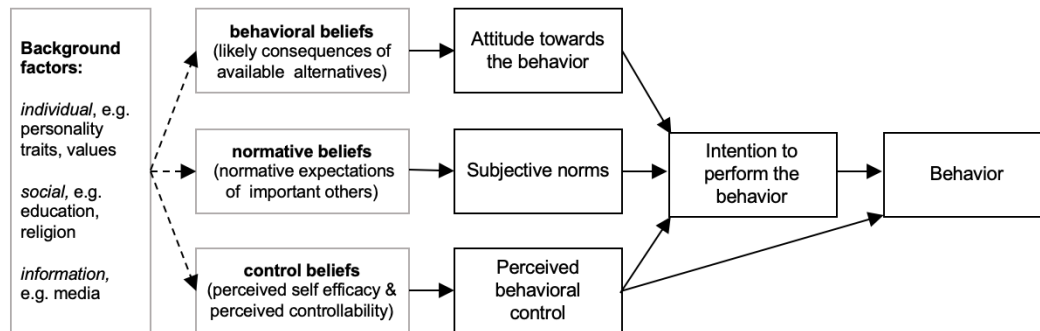 Background
factors:
individual, e.g.
personality
traits, values
social, e.g.
education,
religion
information,
e.g. media
behavioral beliefs
(likely consequences of
available alternatives)
normative beliefs
(normative expectations
of important others)
control beliefs
(perceived self efficacy &
perceived controllability)
Attitude towards
the behavior
Subjective norms
Perceived
behavioral
control
Intention to
perform the
behavior
Behavior